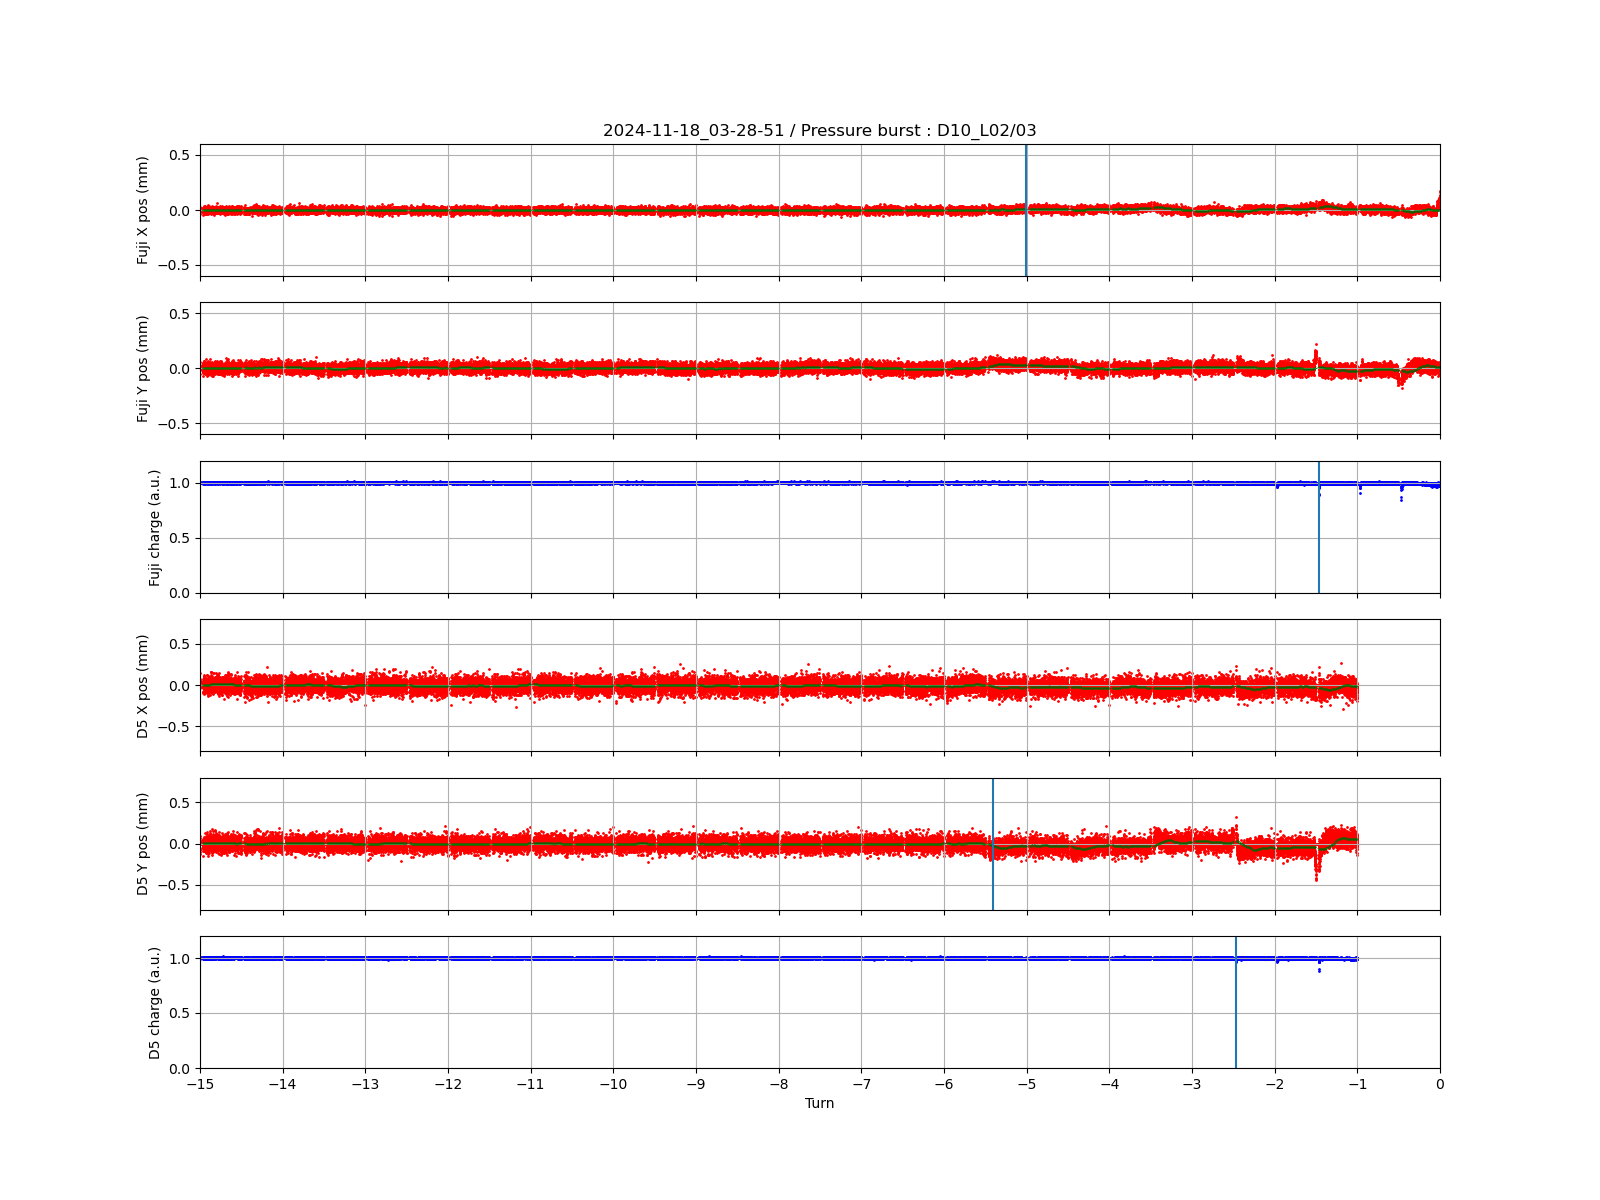 2024-11-18_03-28-51 / Pressure burst : D10_L02/03
Fuji X pos (mm)
0.5
0.0
−0.5
Fuji Y pos (mm)
0.5
0.0
−0.5
Fuji charge (a.u.)
1.0
0.5
0.0
D5 X pos (mm)
0.5
0.0
−0.5
D5 Y pos (mm)
0.5
0.0
−0.5
D5 charge (a.u.)
1.0
0.5
0.0
−15 −14 −13 −12 −11 −10 −9 −8 −7 −6 −5 −4 −3 −2 −1 0
Turn